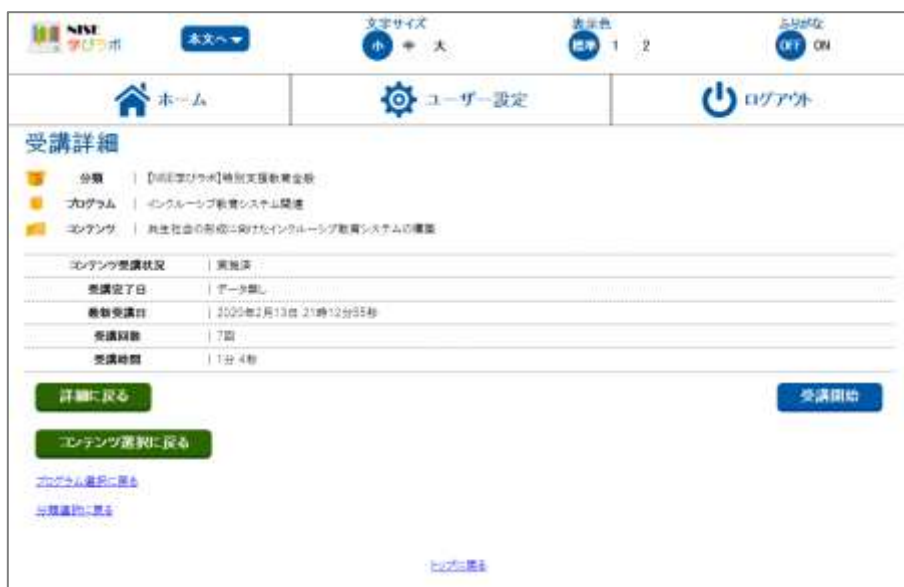 NISE
学びラボ
本文へ
文字サイズ
小 中 大
表示色
標準 1 2
ふりがな
OFF ON
ホーム
ユーザー設定
ログアウト
受講詳細
分類 | 【NISE学びラボ】特別支援教育全般
プログラム | インクルーシブ教育システム関連
コンテンツ | 共生社会の形成に向けたインクルーシブ教育システムの構築
コンテンツ受講状況 | 実施済
受講完了日 | データ無し
最新受講日 | 2020年2月13日 21時12分55秒
受講回数 | 7回
受講時間 | 1分 4秒
詳細に戻る
受講開始
コンテンツ選択に戻る
プログラム選択に戻る
分類選択に戻る
トップに戻る